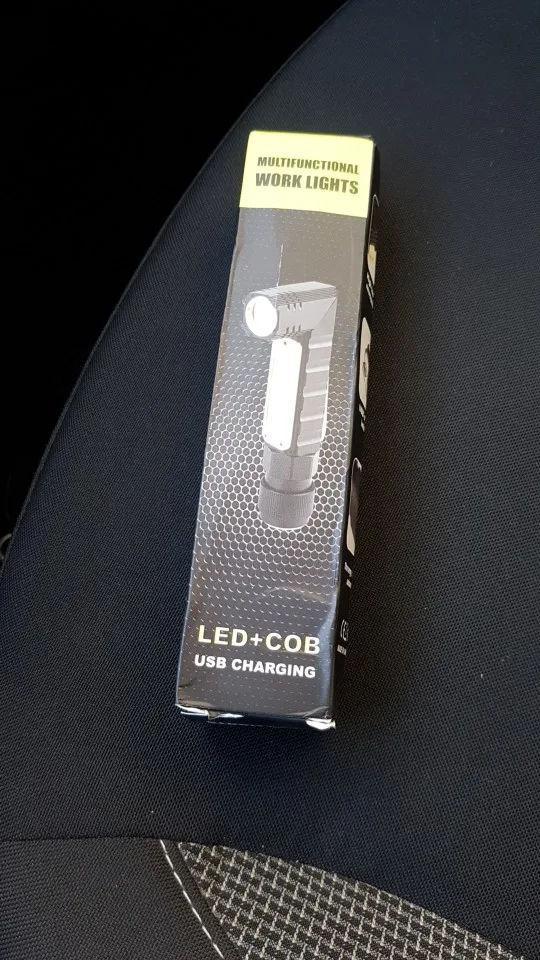 MULTIFUNCTIONAL
WORK LIGHTS
LED+COB
USB CHARGING